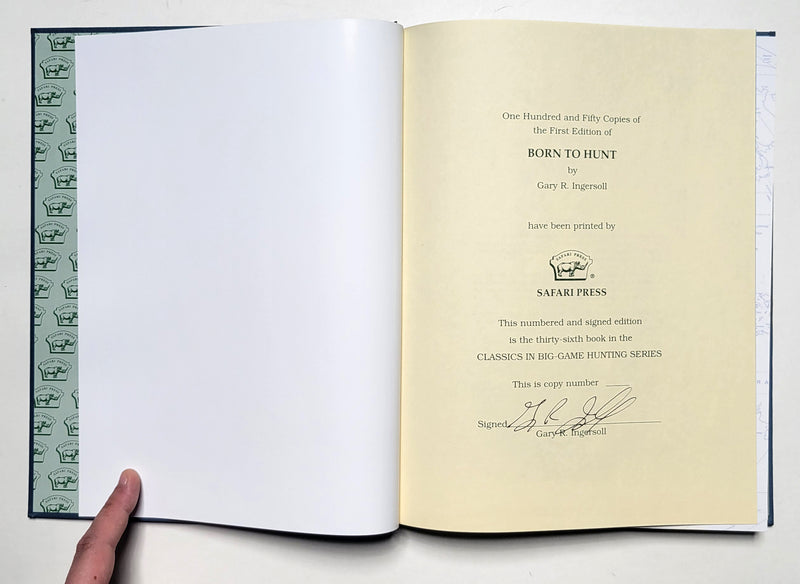 One Hundred and Fifty Copies of
the First Edition of
BORN TO HUNT
by
Gary R. Ingersoll
have been printed by
SAFARI PRESS
®
SAFARI PRESS
This numbered and signed edition
is the thirty-sixth book in the
CLASSICS IN BIG-GAME HUNTING SERIES
This is copy number
Signed
Gary R. Ingersoll